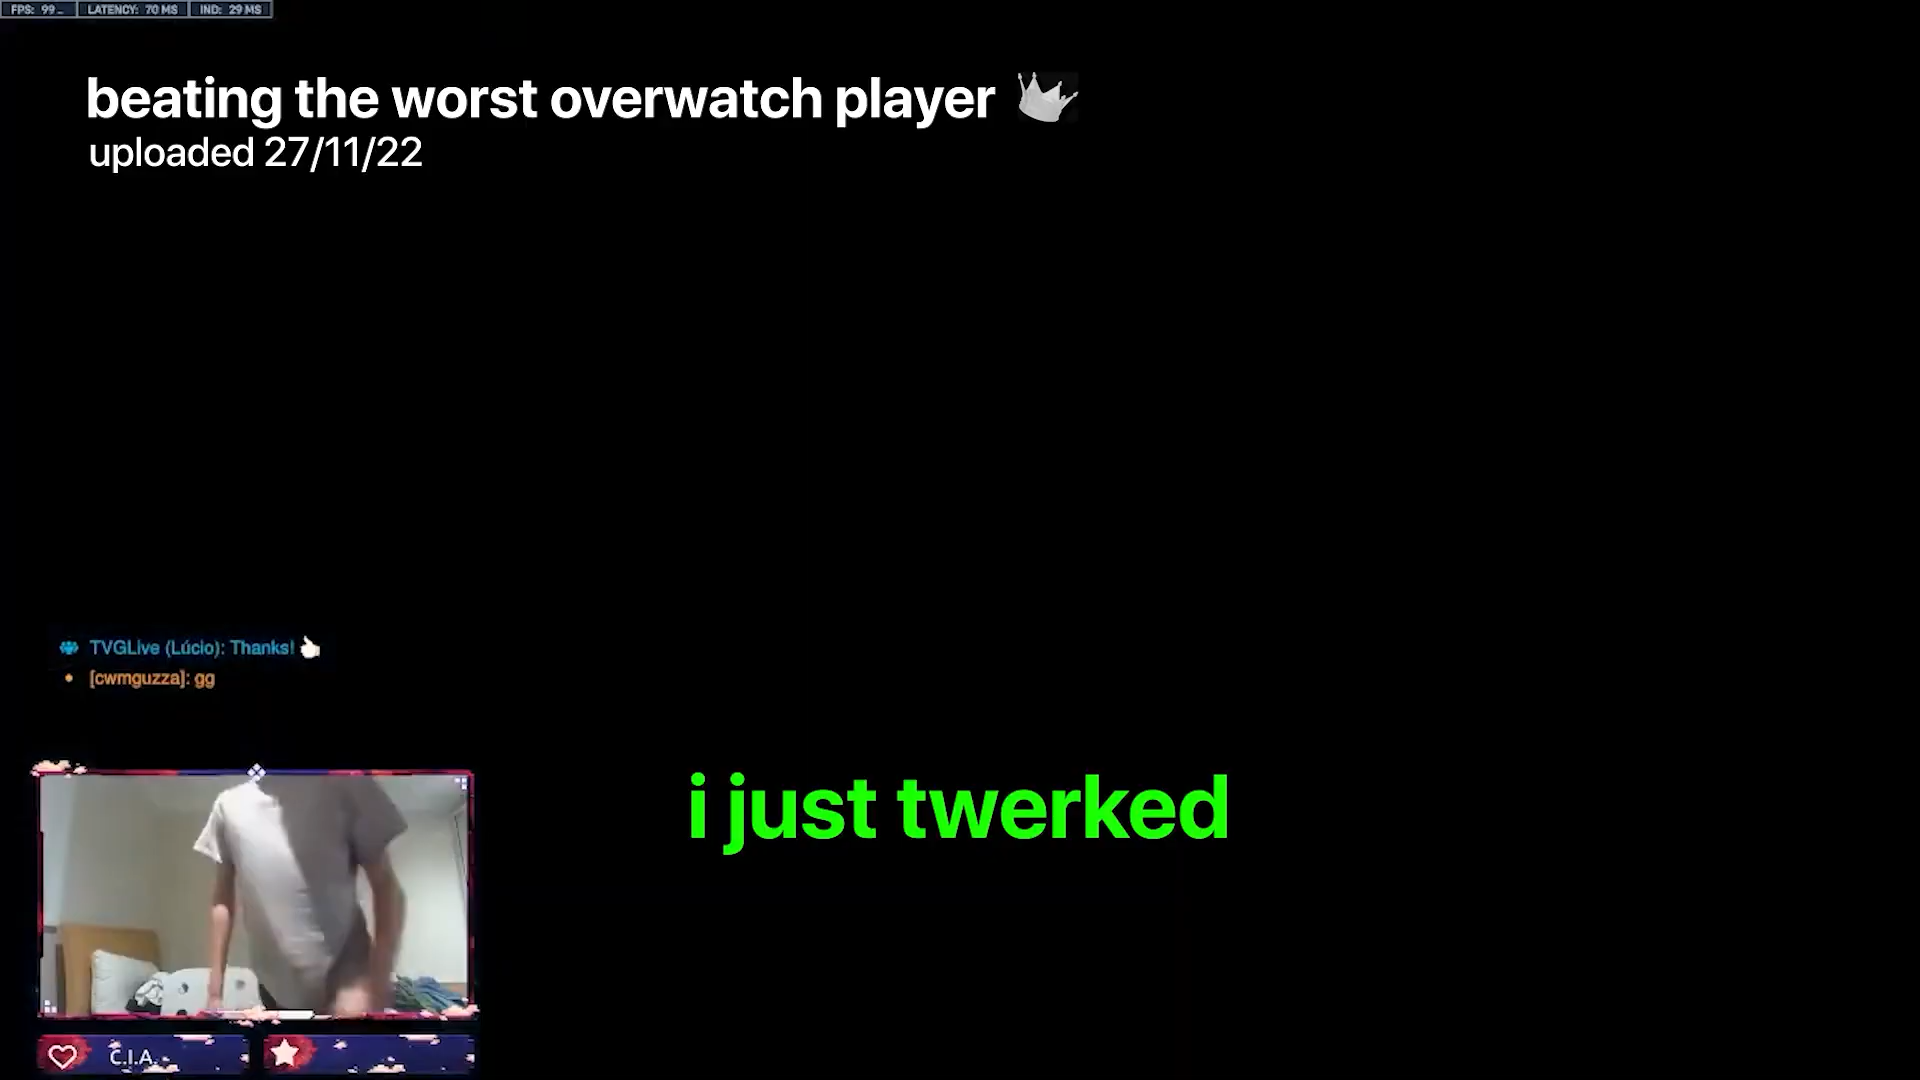 FPS: 99 LATENCY: 70 MS IND: 29 MS
beating the worst overwatch player
uploaded 27/11/22
TVGLive (Lúcio): Thanks!
[cwmguzza]: gg
i just twerked
C.I.A.